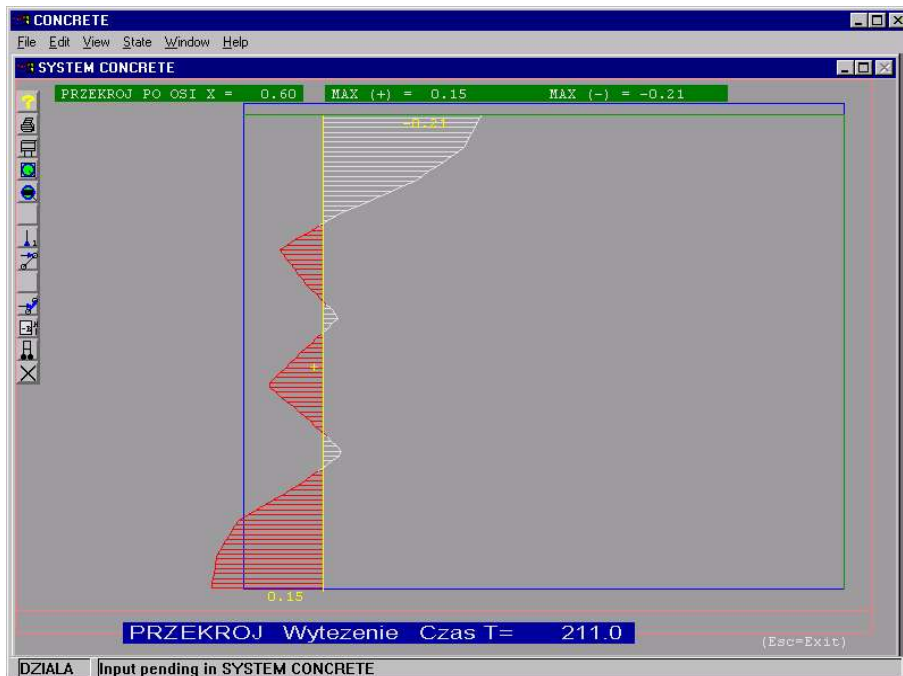 CONCRETE
File Edit View State Window Help
SYSTEM CONCRETE
PRZEKROJ PO OSI X = 0.60 MAX (+) = 0.15 MAX (-) = -0.21
-0.21
+
0.15
PRZEKROJ Wytezenie Czas T= 211.0
(Esc=Exit)
DZIALA Input pending in SYSTEM CONCRETE